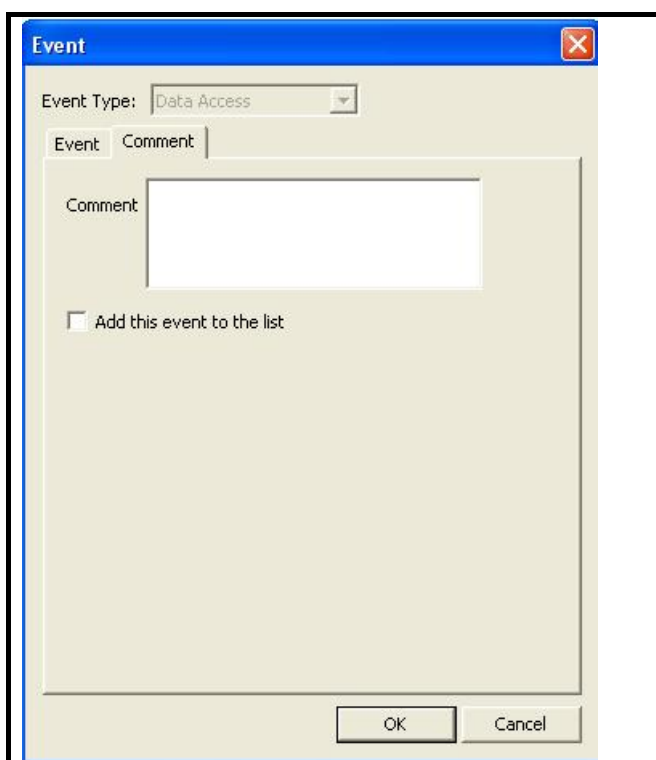 Event
Event Type: Data Access
Event Comment
Comment
Add this event to the list
OK Cancel